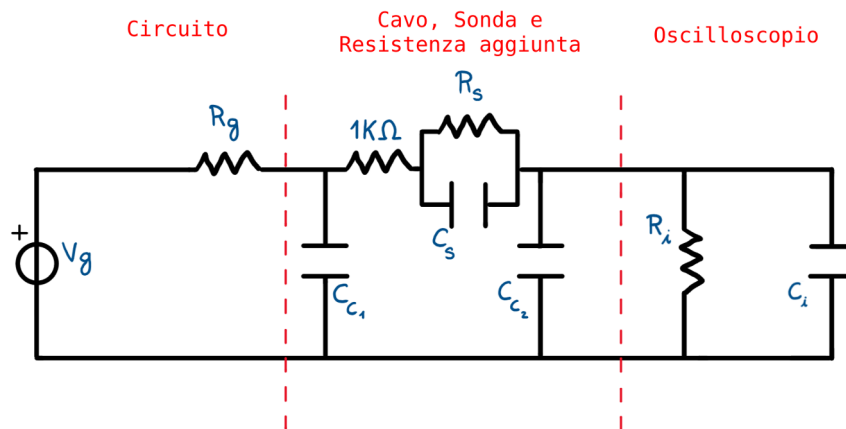 Circuito
Cavo, Sonda e
Resistenza aggiunta
Oscilloscopio
Rg
1KΩ
Rs
Cs
+
Vg
Cc1
Cc2
Ri
Ci